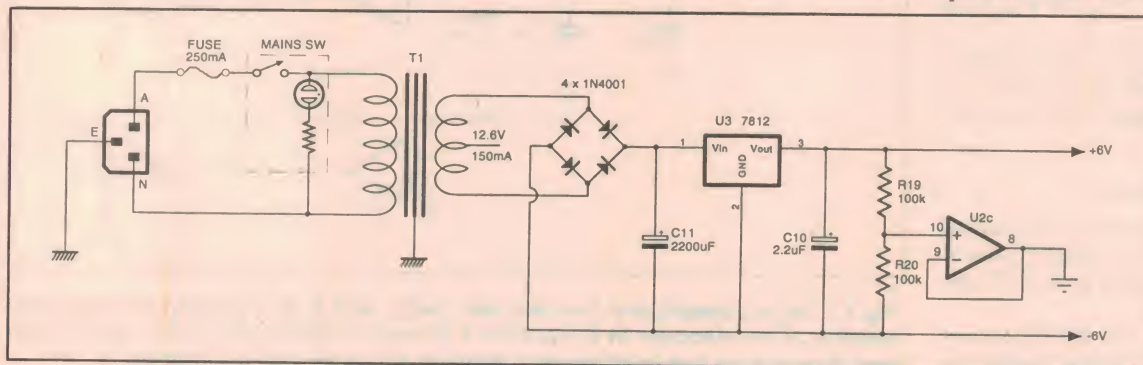 FUSE
250mA
MAINS SW
T1
A
E
N
12.6V
150mA
4 x 1N4001
U3 7812
1
Vin
Vout
3
GND
2
C11
2200uF
+
C10
2.2uF
+
R19
100k
R20
100k
10
9
+
−
U2c
8
+6V
-6V